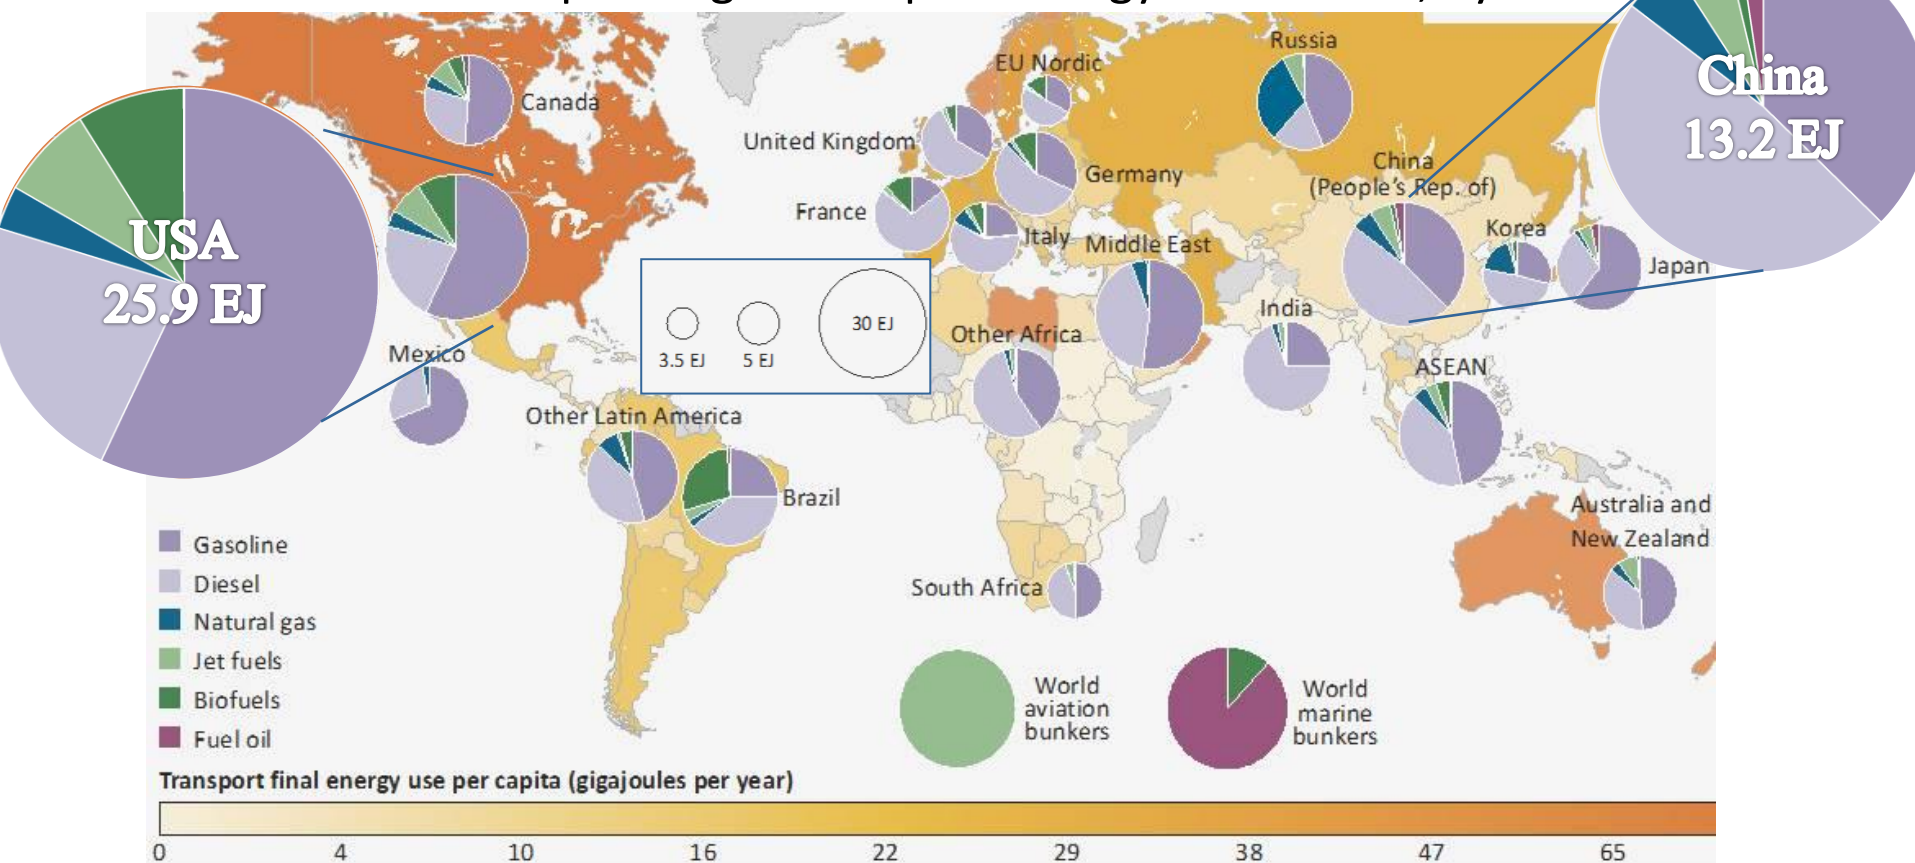 Russia
EU Nordic
Canada
United Kingdom
Germany
China
(People's Rep. of)
France
Italy
Middle East
Korea
Japan
USA
25.9 EJ
China
13.2 EJ
3.5 EJ
5 EJ
30 EJ
Other Africa
India
ASEAN
Mexico
Other Latin America
Brazil
Australia and
New Zealand
South Africa
Gasoline
Diesel
Natural gas
Jet fuels
Biofuels
Fuel oil
World
aviation
bunkers
World
marine
bunkers
Transport final energy use per capita (gigajoules per year)
0 4 10 16 22 29 38 47 65